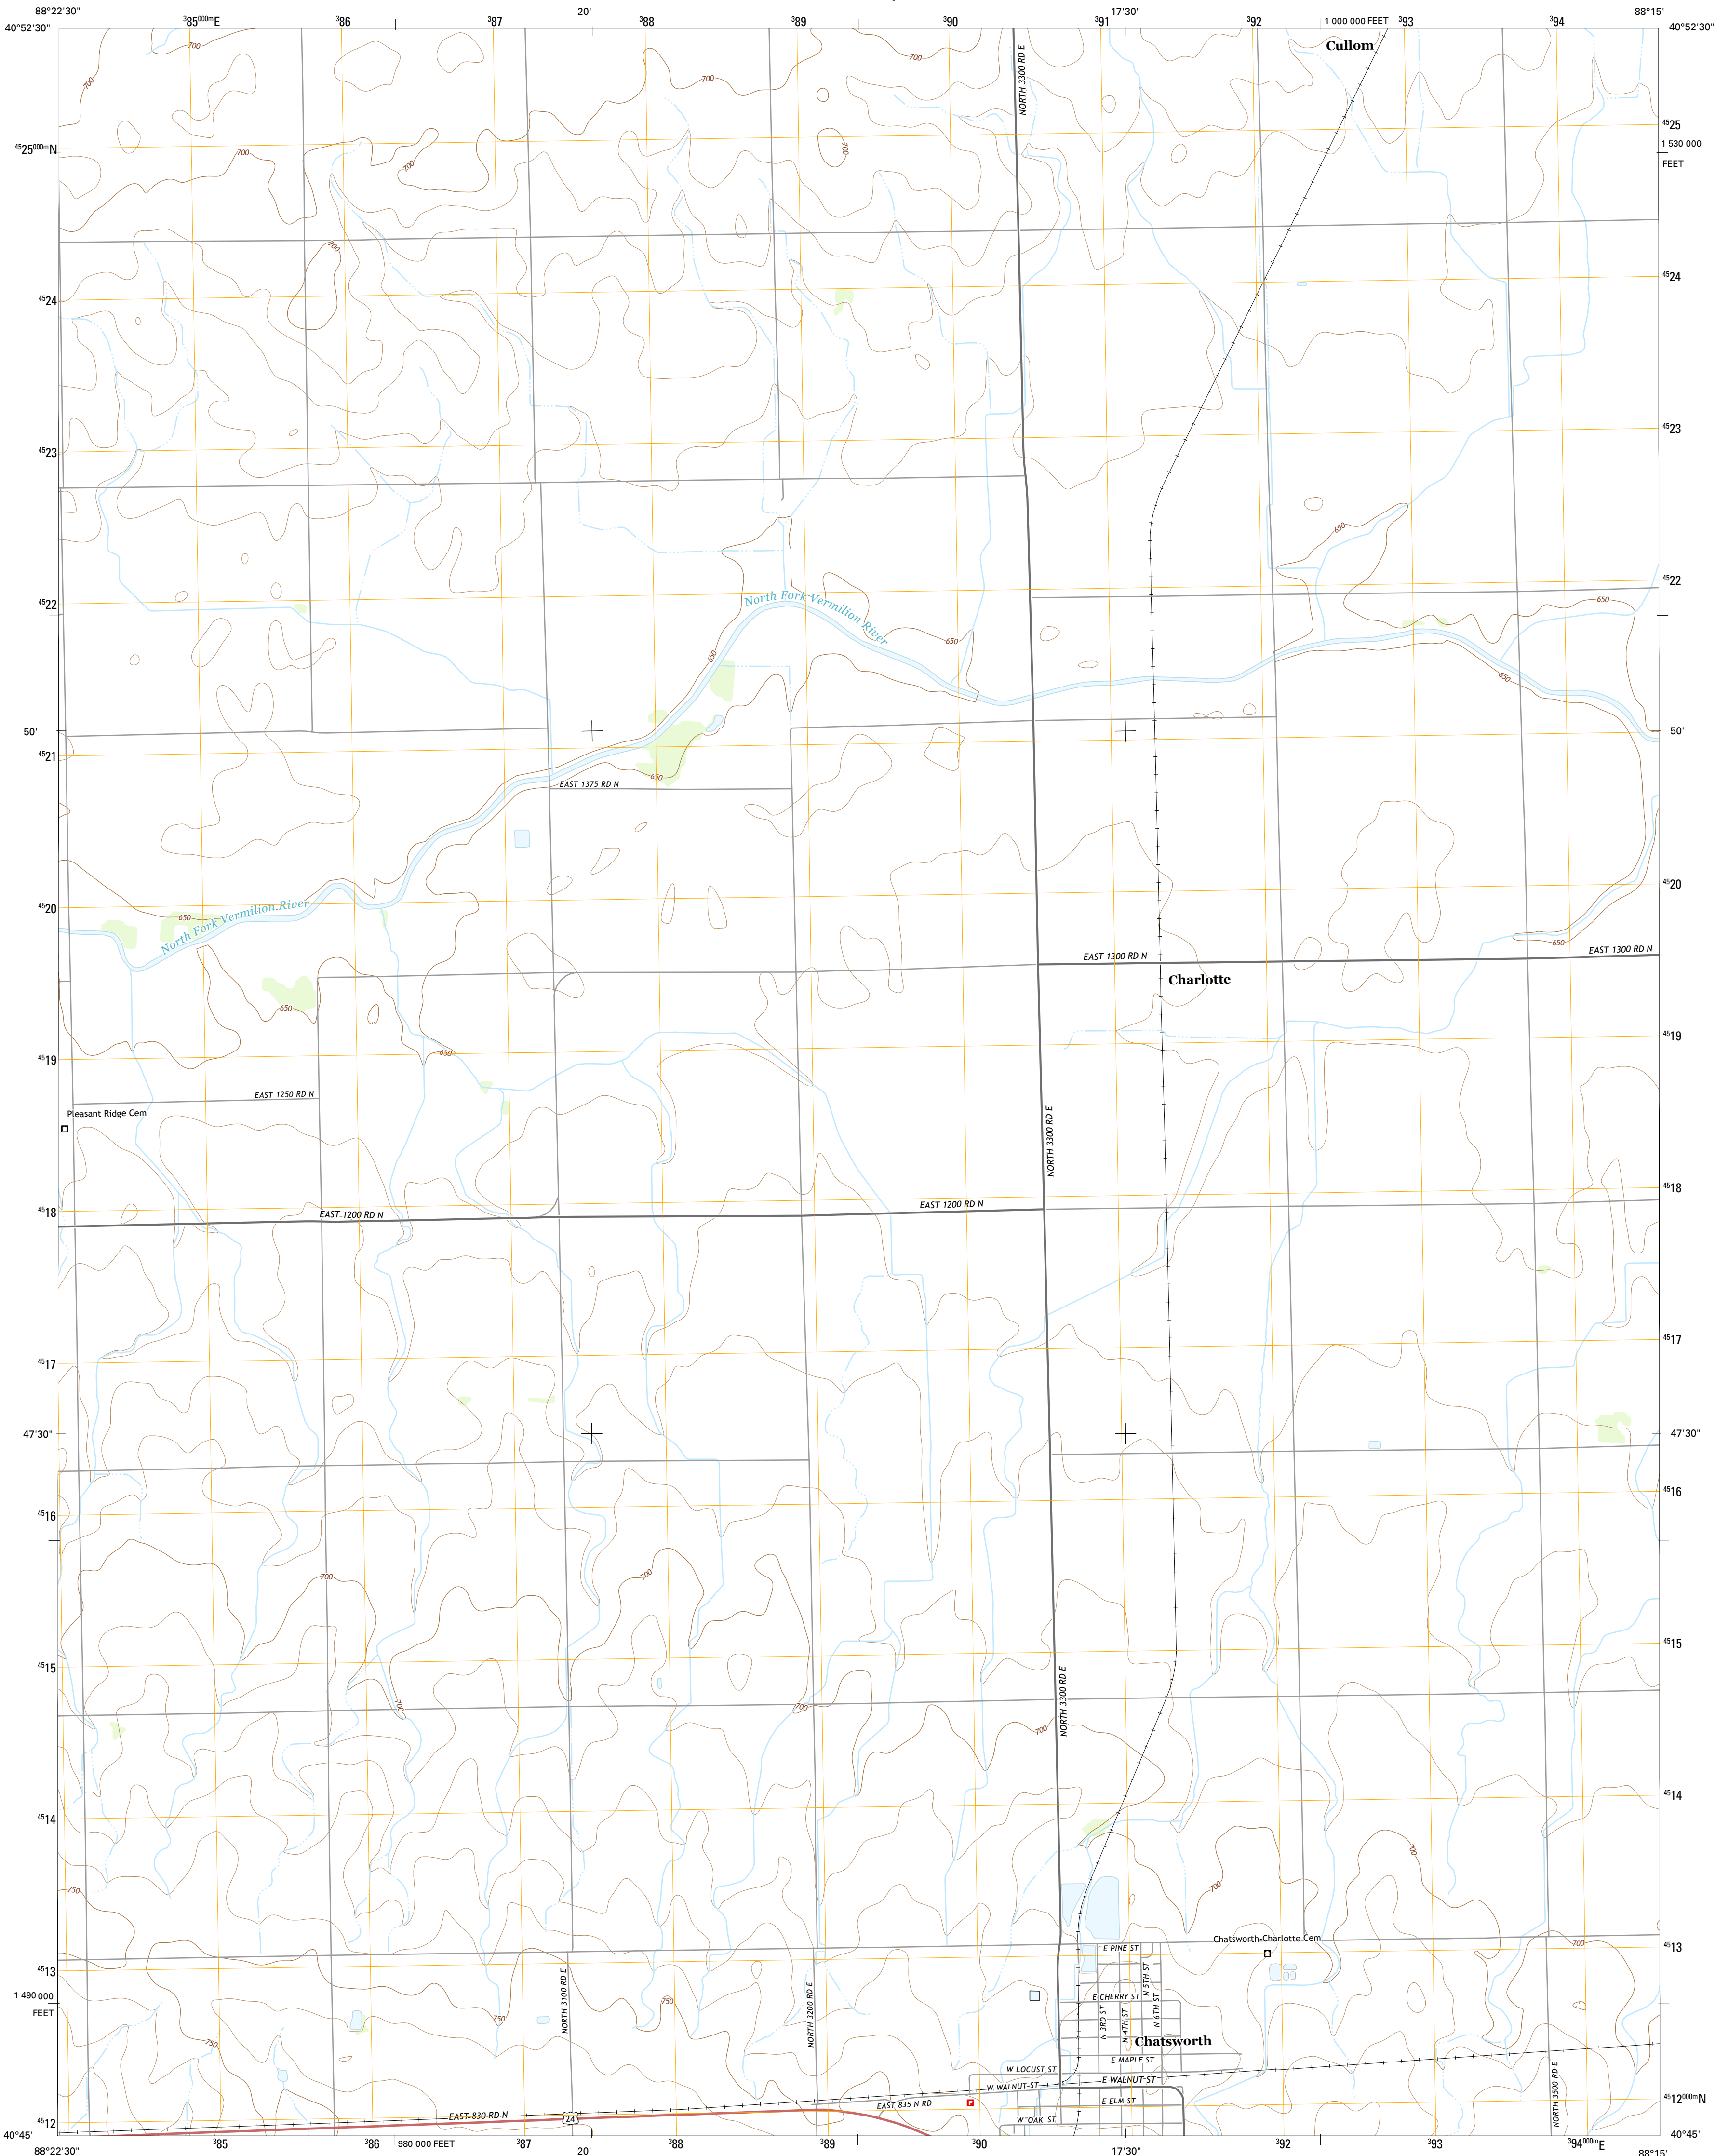 88°22'30"
³85⁰⁰⁰ᵐE
³86
³87
20'
³88
³89
³90
³91
17'30"
³92
1 000 000 FEET
³93
³94
88°15'
40°52'30"
40°52'30"
Cullom
700
700
700
700
NORTH 3300 RD E
⁴⁵25
⁴⁵25⁰⁰⁰ᵐN
1 530 000
FEET
700
700
700
700
⁴⁵24
⁴⁵24
⁴⁵23
⁴⁵23
650
⁴⁵22
⁴⁵22
North Fork Vermilion River
650
650
650
650
50'
50'
⁴⁵21
⁴⁵21
650
EAST 1375 RD N
⁴⁵20
⁴⁵20
North Fork Vermilion River
650
650
EAST 1300 RD N
EAST 1300 RD N
Charlotte
650
650
⁴⁵19
⁴⁵19
EAST 1250 RD N
Pleasant Ridge Cem
NORTH 3300 RD E
⁴⁵18
⁴⁵18
EAST 1200 RD N
EAST 1200 RD N
⁴⁵17
⁴⁵17
47'30"
47'30"
⁴⁵16
⁴⁵16
700
700
⁴⁵15
⁴⁵15
NORTH 3300 RD E
700
700
700
⁴⁵14
⁴⁵14
700
700
750
Chatsworth-Charlotte Cem
700
⁴⁵13
⁴⁵13
E PINE ST
N 5TH ST
1 490 000
FEET
E CHERRY ST
N 3RD ST
N 4TH ST
N 6TH ST
NORTH 3100 RD E
NORTH 3200 RD E
750
750
750
Chatsworth
W LOCUST ST
E MAPLE ST
W WALNUT ST
E WALNUT ST
NORTH 3500 RD E
EAST 835 N RD
F
E ELM ST
⁴⁵12⁰⁰⁰ᵐN
EAST 830 RD N
24
W OAK ST
⁴⁵12
40°45'
40°45'
88°22'30"
³85
³86
980 000 FEET
³87
20'
³88
³89
³90
17'30"
³92
³93
³94⁰⁰⁰ᵐE
88°15'